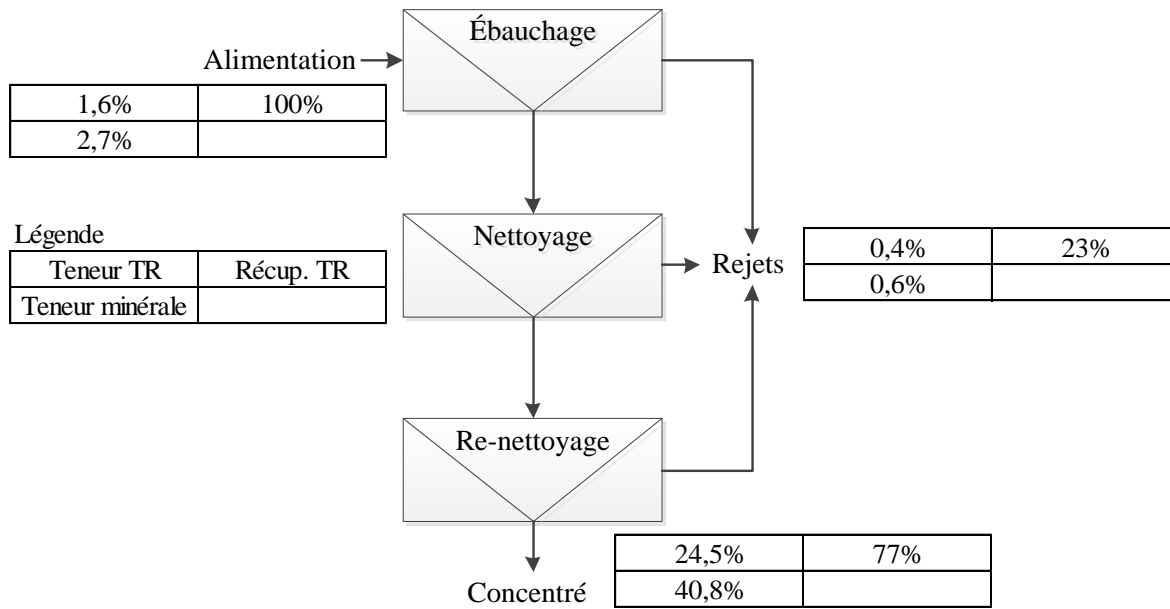 Ébauchage
Alimentation
1,6% 100%
2,7%
Nettoyage
Légende
Teneur TR Récup. TR
Teneur minérale
Rejets
0,4% 23%
0,6%
Re-nettoyage
Concentré
24,5% 77%
40,8%